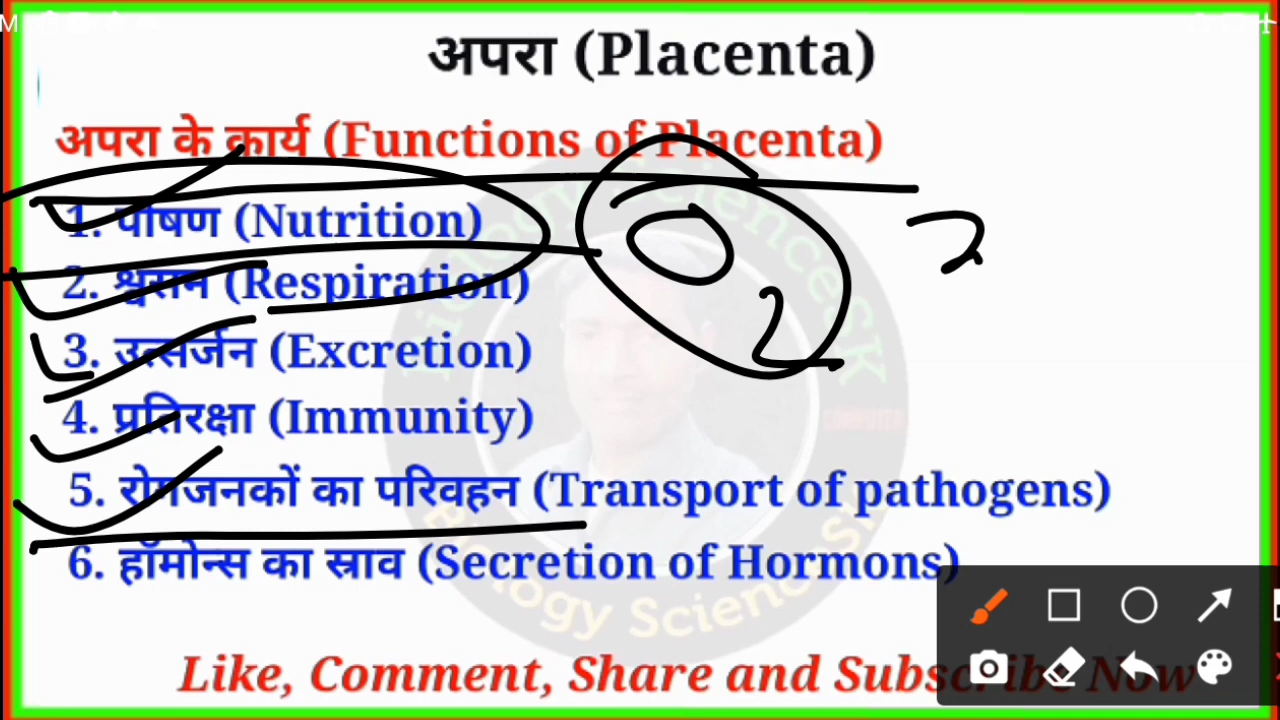 अपरा (Placenta)
अपरा के कार्य (Functions of Placenta)
1. पोषण (Nutrition)
2. श्वसन (Respiration)
3. उत्सर्जन (Excretion)
4. प्रतिरक्षा (Immunity)
5. रोगजनकों का परिवहन (Transport of pathogens)
6. हॉमोन्स का स्राव (Secretion of Hormons)
Like, Comment, Share and Subscribe Now